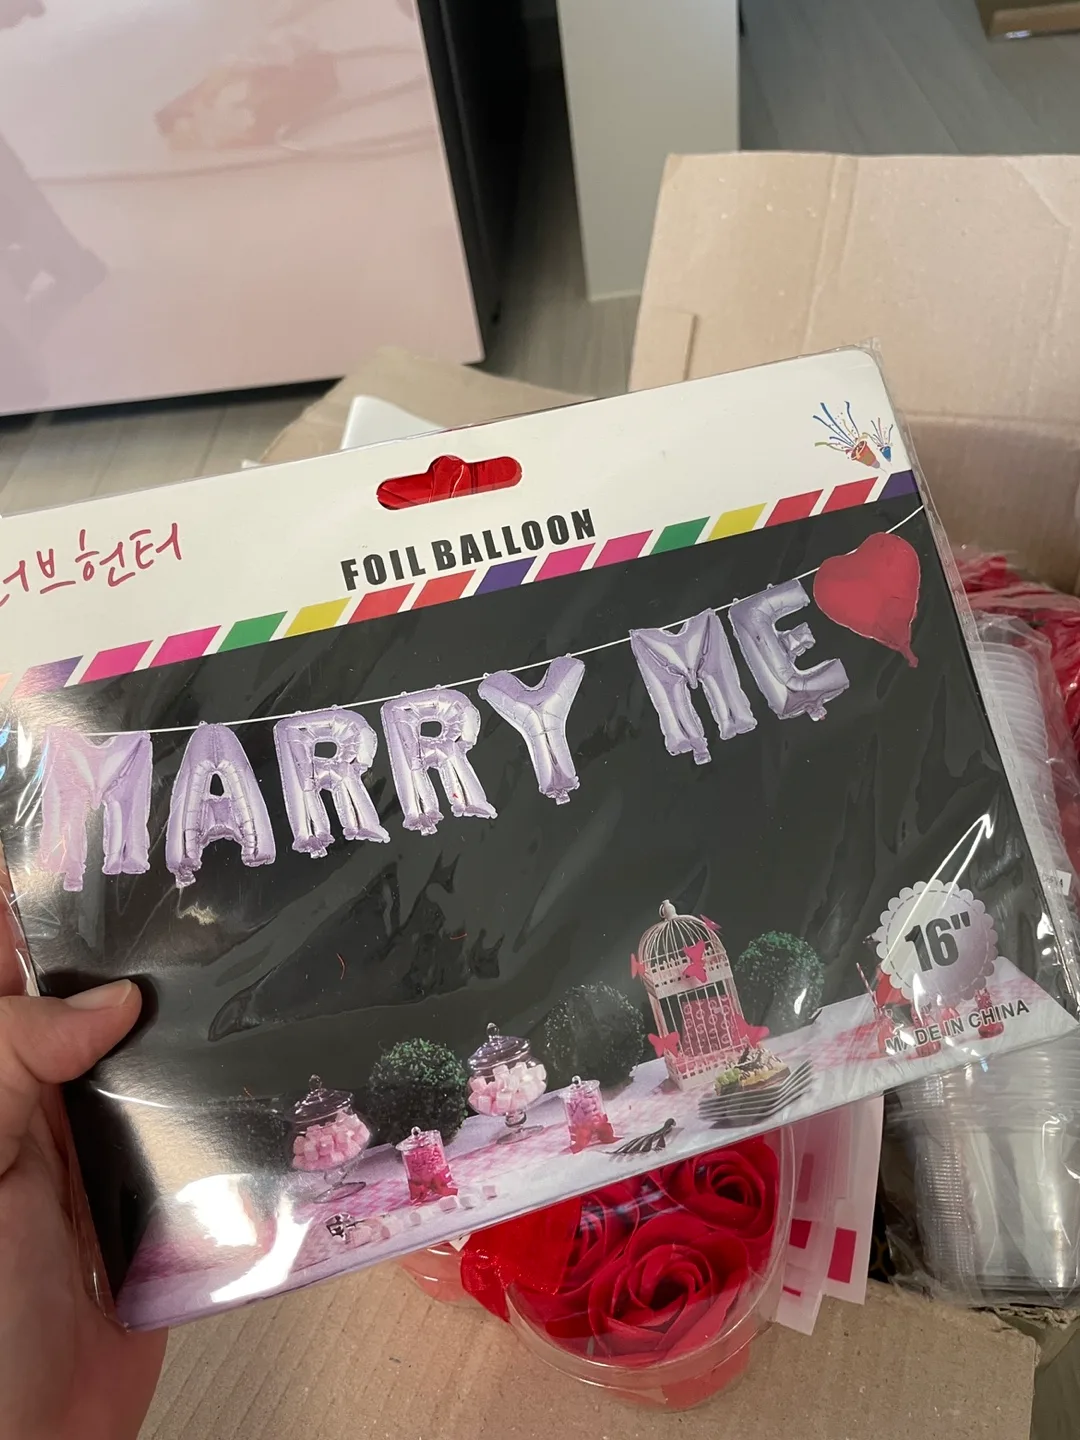 러브헌터
FOIL BALLOON
MARRY ME
16"
MADE IN CHINA